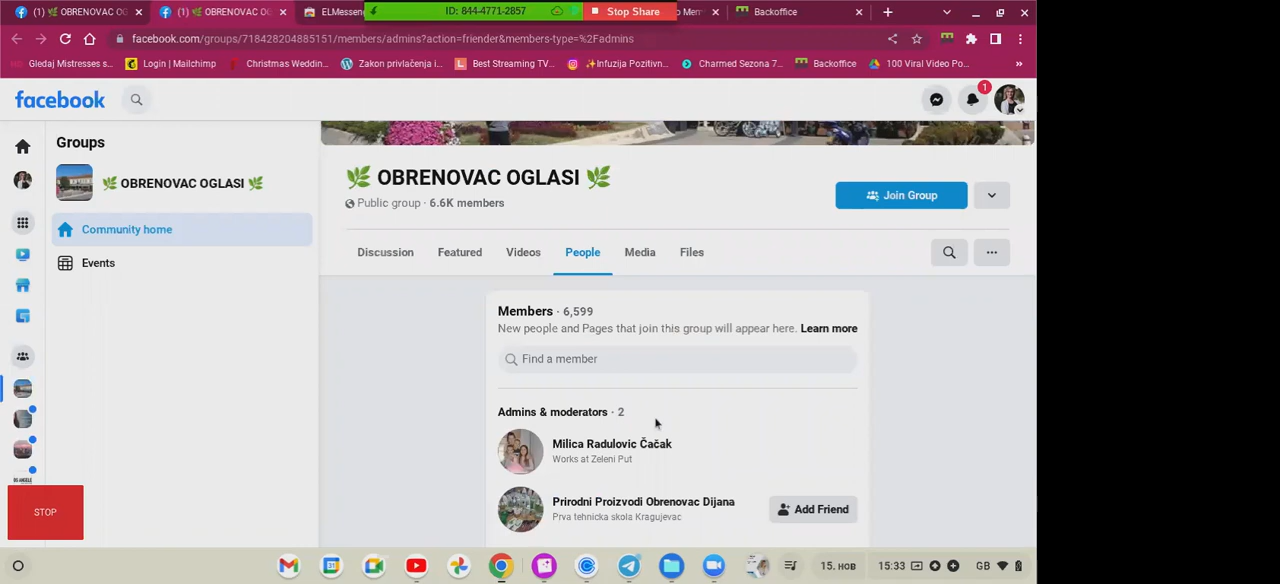 (1) 🌿 OBRENOVAC OG
(1) 🌿 OBRENOVAC OG
ELMessen
ID: 844-4771-2857
Stop Share
o Mem
Backoffice
facebook.com/groups/718428204885151/members/admins?action=friender&members-type=%2Fadmins
Gledaj Mistresses s...
Login | Mailchimp
Christmas Weddin...
Zakon privlačenja i...
Best Streaming TV...
✨Infuzija Pozitivn...
Charmed Sezona 7...
Backoffice
100 Viral Video Po...
»
facebook
1
Groups
🌿 OBRENOVAC OGLASI 🌿
Community home
Events
🌿 OBRENOVAC OGLASI 🌿
Public group · 6.6K members
Join Group
Discussion
Featured
Videos
People
Media
Files
Members · 6,599
New people and Pages that join this group will appear here. Learn more
Find a member
Admins & moderators · 2
Milica Radulovic Čačak
Works at Zeleni Put
Prirodni Proizvodi Obrenovac Dijana
Prva tehnicka skola Kragujevac
Add Friend
STOP
15. нов
15:33
GB